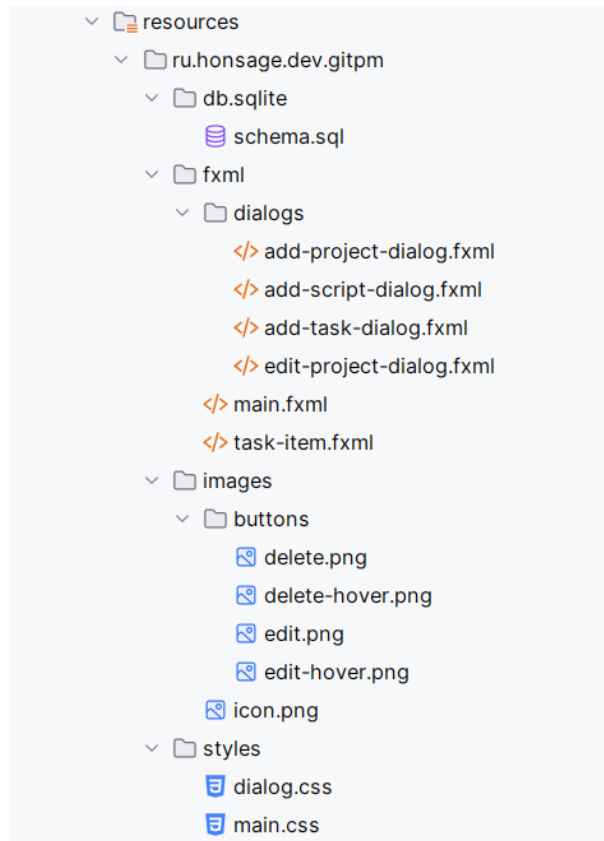 resources
ru.honsage.dev.gitpm
db.sqlite
schema.sql
fxml
dialogs
add-project-dialog.fxml
add-script-dialog.fxml
add-task-dialog.fxml
edit-project-dialog.fxml
main.fxml
task-item.fxml
images
buttons
delete.png
delete-hover.png
edit.png
edit-hover.png
icon.png
styles
dialog.css
main.css